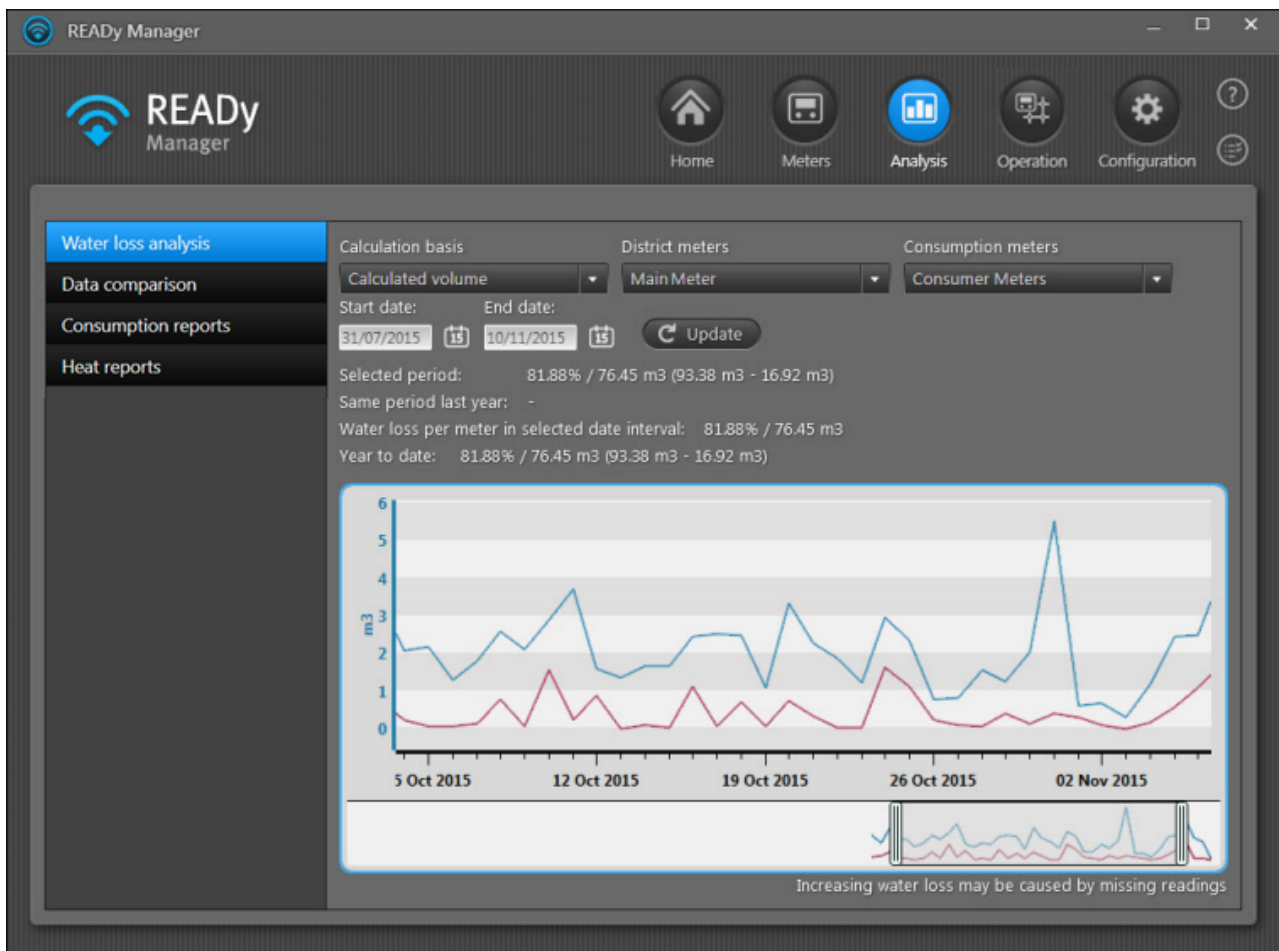 READy Manager
READy
Manager
Home Meters Analysis Operation Configuration
?
Water loss analysis
Data comparison
Consumption reports
Heat reports
Calculation basis District meters Consumption meters
Calculated volume Main Meter Consumer Meters
Start date: End date:
31/07/2015 15 10/11/2015 15 Update
Selected period: 81.88% / 76.45 m3 (93.38 m3 - 16.92 m3)
Same period last year: -
Water loss per meter in selected date interval: 81.88% / 76.45 m3
Year to date: 81.88% / 76.45 m3 (93.38 m3 - 16.92 m3)
6
5
4
3
2
1
0
m3
5 Oct 2015 12 Oct 2015 19 Oct 2015 26 Oct 2015 02 Nov 2015
Increasing water loss may be caused by missing readings